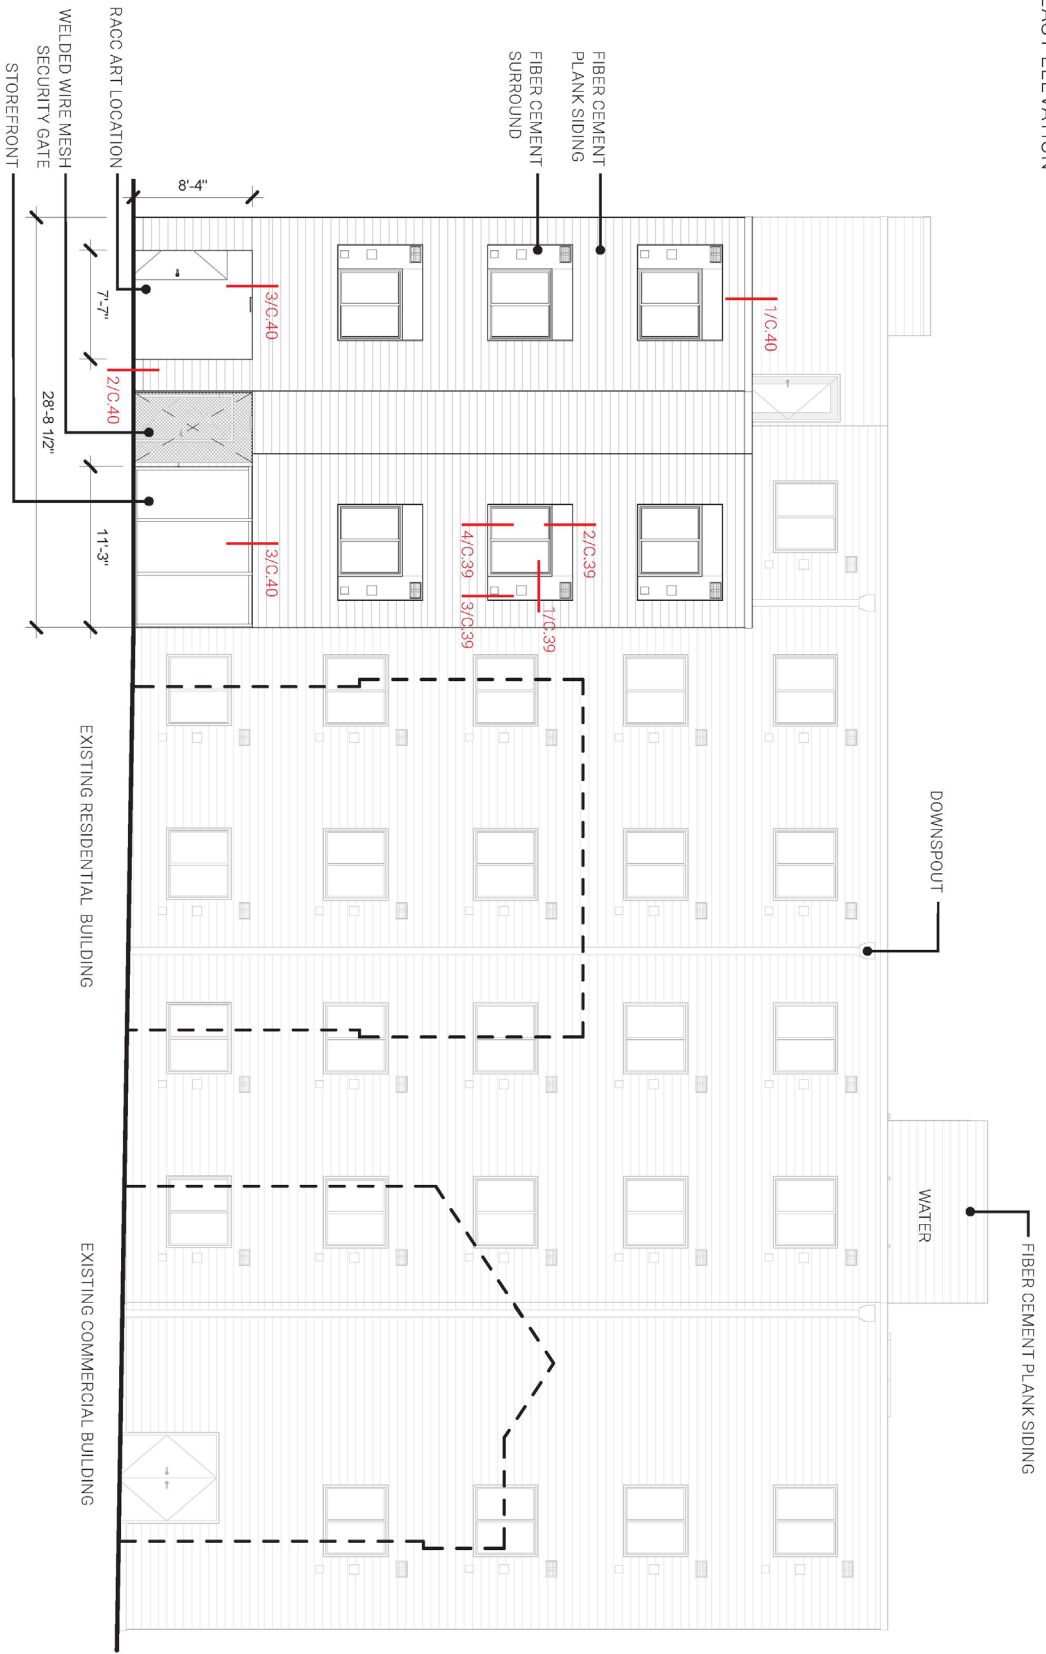 EAST ELEVATION
FIBER CEMENT PLANK SIDING
WATER
DOWNSPOUT
1/C.40
FIBER CEMENT
PLANK SIDING
FIBER CEMENT
SURROUND
2/C.39
1/C.39
4/C.39
3/C.39
3/C.40
3/C.40
8'-4"
RACC ART LOCATION
WELDED WIRE MESH
SECURITY GATE
STOREFRONT
7'-7"
2/C.40
11'-3"
28'-8 1/2"
EXISTING RESIDENTIAL BUILDING
EXISTING COMMERCIAL BUILDING